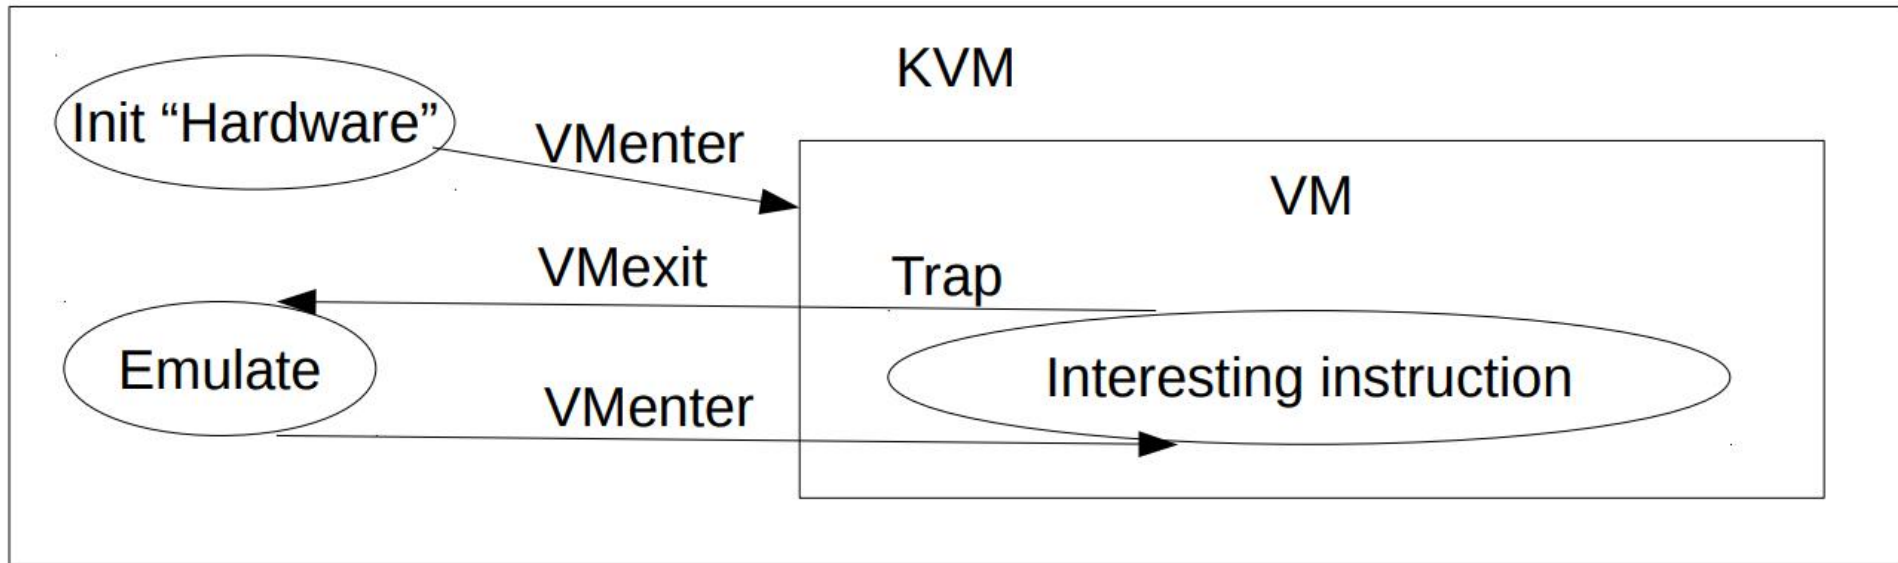 KVM
Init “Hardware”
VMenter
VM
VMexit
Trap
Emulate
Interesting instruction
VMenter